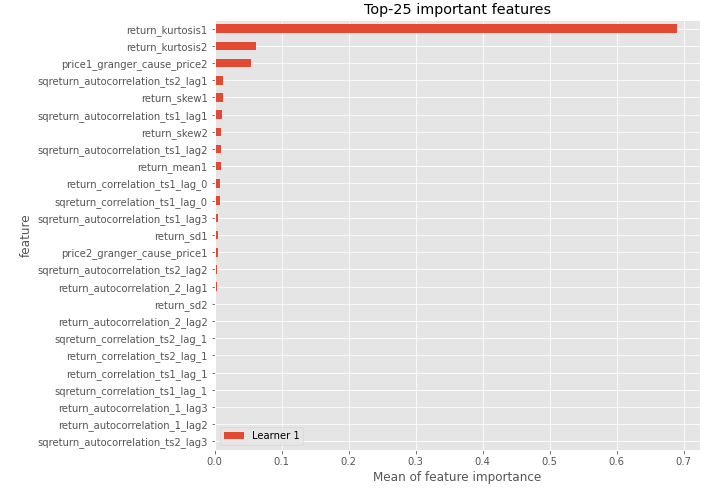 Top-25 important features
return_kurtosis1
return_kurtosis2
price1_granger_cause_price2
sqreturn_autocorrelation_ts2_lag1
return_skew1
sqreturn_autocorrelation_ts1_lag1
return_skew2
sqreturn_autocorrelation_ts1_lag2
return_mean1
return_correlation_ts1_lag_0
sqreturn_correlation_ts1_lag_0
sqreturn_autocorrelation_ts1_lag3
return_sd1
price2_granger_cause_price1
sqreturn_autocorrelation_ts2_lag2
return_autocorrelation_2_lag1
return_sd2
return_autocorrelation_2_lag2
sqreturn_correlation_ts2_lag_1
return_correlation_ts2_lag_1
return_correlation_ts1_lag_1
sqreturn_correlation_ts1_lag_1
return_autocorrelation_1_lag3
return_autocorrelation_1_lag2
sqreturn_autocorrelation_ts2_lag3
feature
Learner 1
0.0 0.1 0.2 0.3 0.4 0.5 0.6 0.7
Mean of feature importance